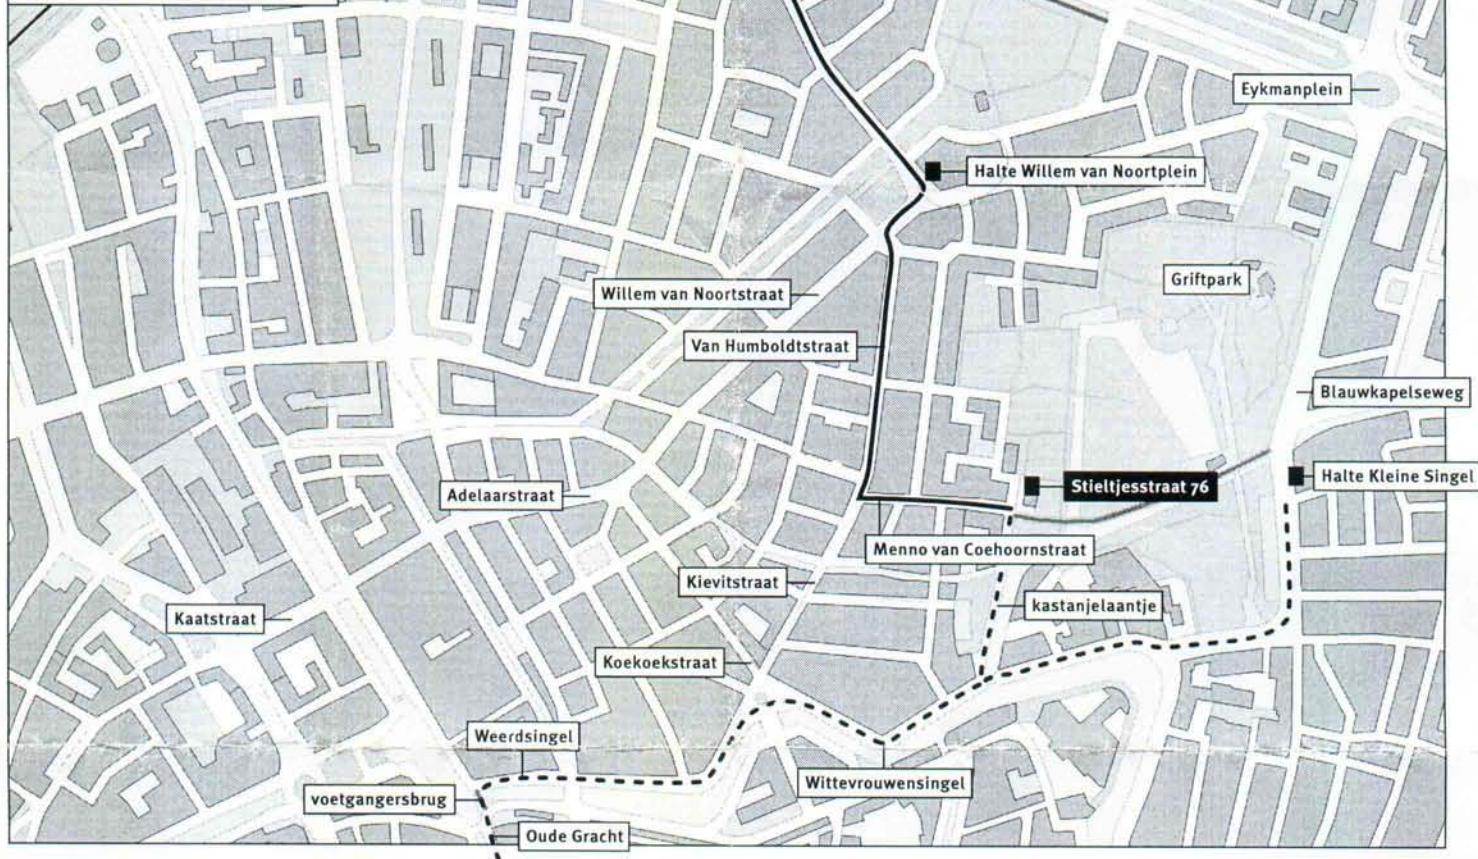 Eykmanplein
Halte Willem van Noortplein
Griftpark
Willem van Noortstraat
Van Humboldtstraat
Blauwkapelseweg
Halte Kleine Singel
Stieltjesstraat 76
Adelaarstraat
Menno van Coehoornstraat
Kievitstraat
kastanjelaantje
Kaatstraat
Koekoekstraat
Weerdsingel
Wittevrouwensingel
voetgangersbrug
Oude Gracht